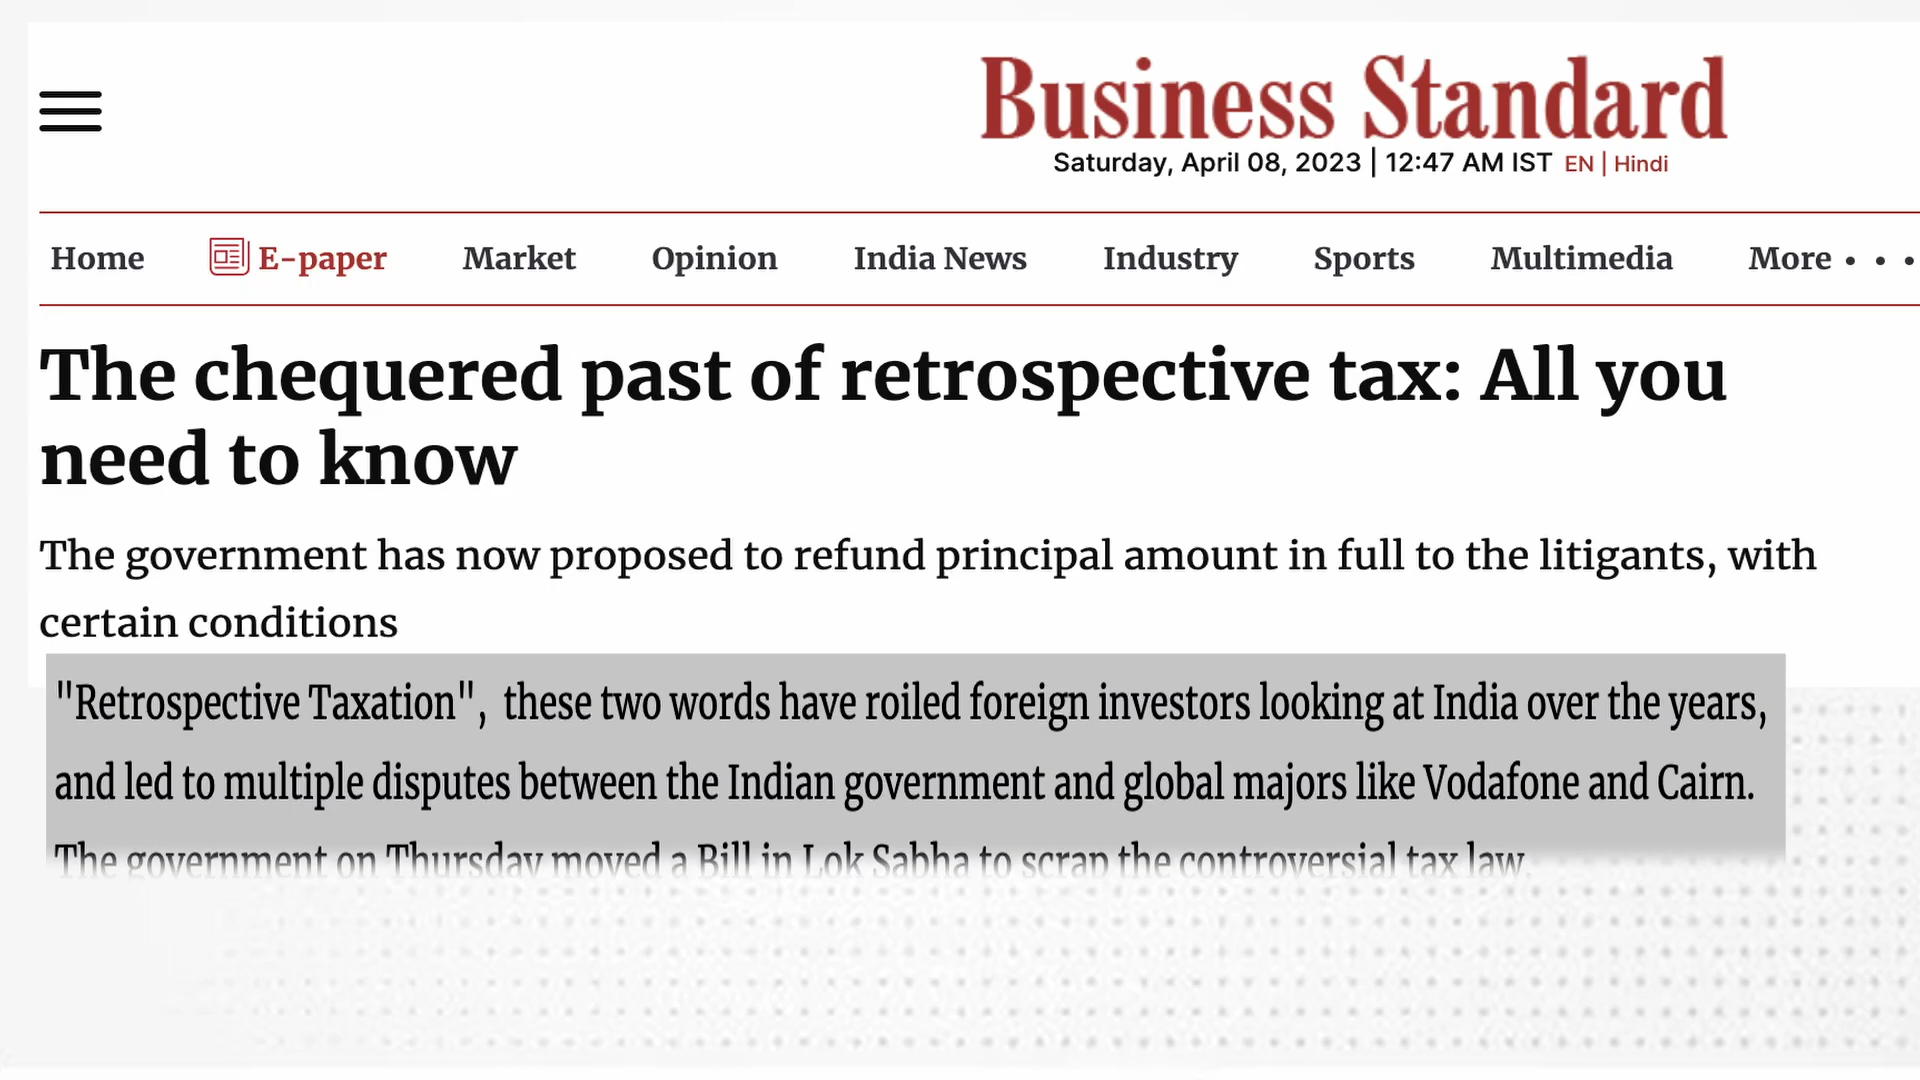 Business Standard
Saturday, April 08, 2023 | 12:47 AM IST EN | Hindi
Home E-paper Market Opinion India News Industry Sports Multimedia More • • •
The chequered past of retrospective tax: All you
need to know
The government has now proposed to refund principal amount in full to the litigants, with
certain conditions
"Retrospective Taxation", these two words have roiled foreign investors looking at India over the years,
and led to multiple disputes between the Indian government and global majors like Vodafone and Cairn.
The government on Thursday moved a Bill in Lok Sabha to scrap the controversial tax law.